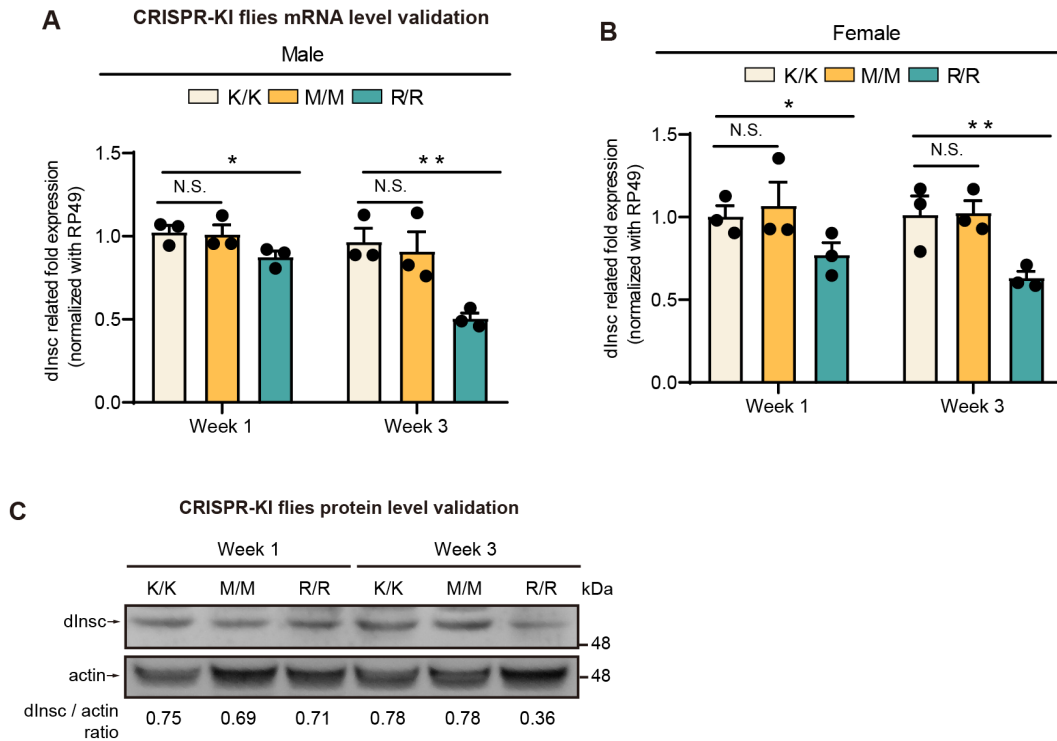 A
CRISPR-KI flies mRNA level validation
Male
K/K M/M R/R
dInsc related fold expression
(normalized with RP49)
1.5
1.0
0.5
0.0
*
N.S.
**
N.S.
Week 1 Week 3
B
Female
K/K M/M R/R
dInsc related fold expression
(normalized with RP49)
1.5
1.0
0.5
0.0
*
N.S.
**
N.S.
Week 1 Week 3
C
CRISPR-KI flies protein level validation
Week 1 Week 3
K/K M/M R/R K/K M/M R/R kDa
dInsc
48
actin 48
dInsc / actin
ratio
0.75 0.69 0.71 0.78 0.78 0.36